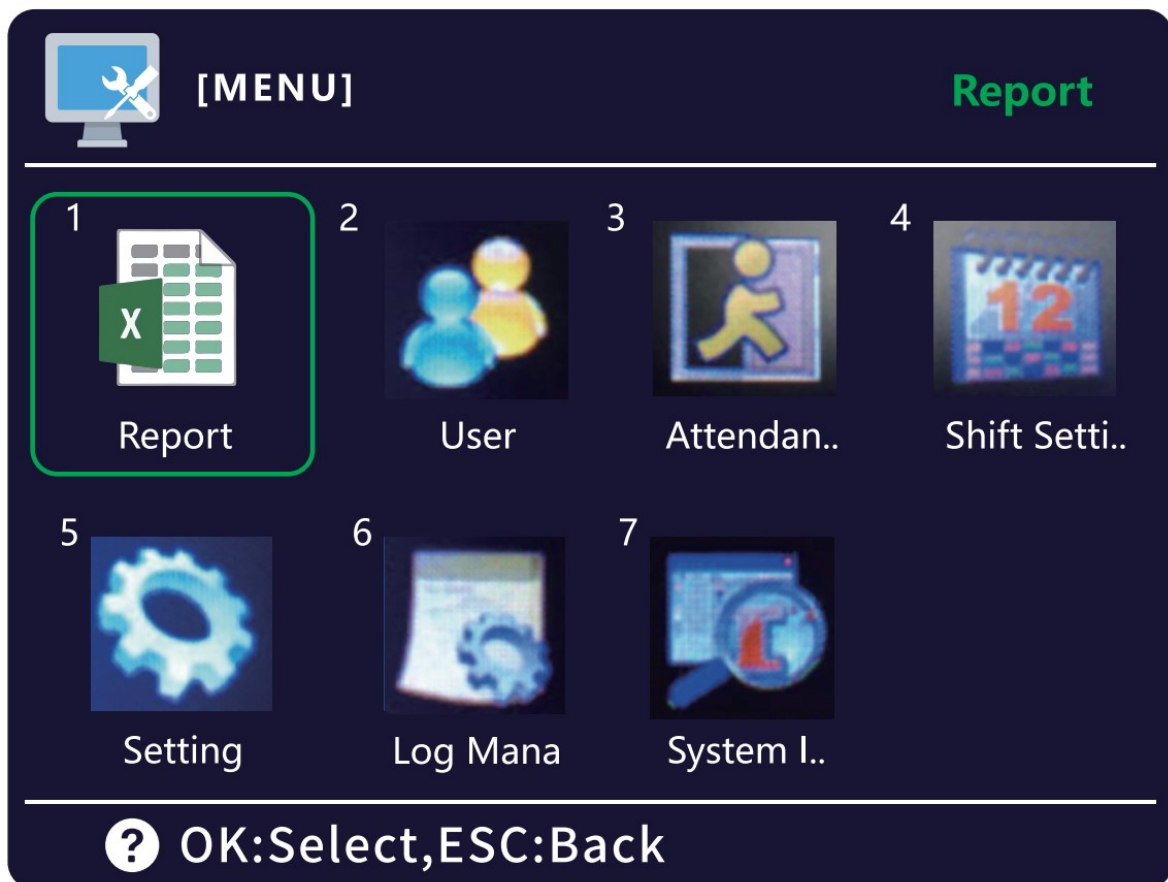 [MENU]
Report
1
2
3
4
X
12
Report
User
Attendan..
Shift Setti..
5
6
7
Setting
Log Mana
System I..
? OK:Select,ESC:Back